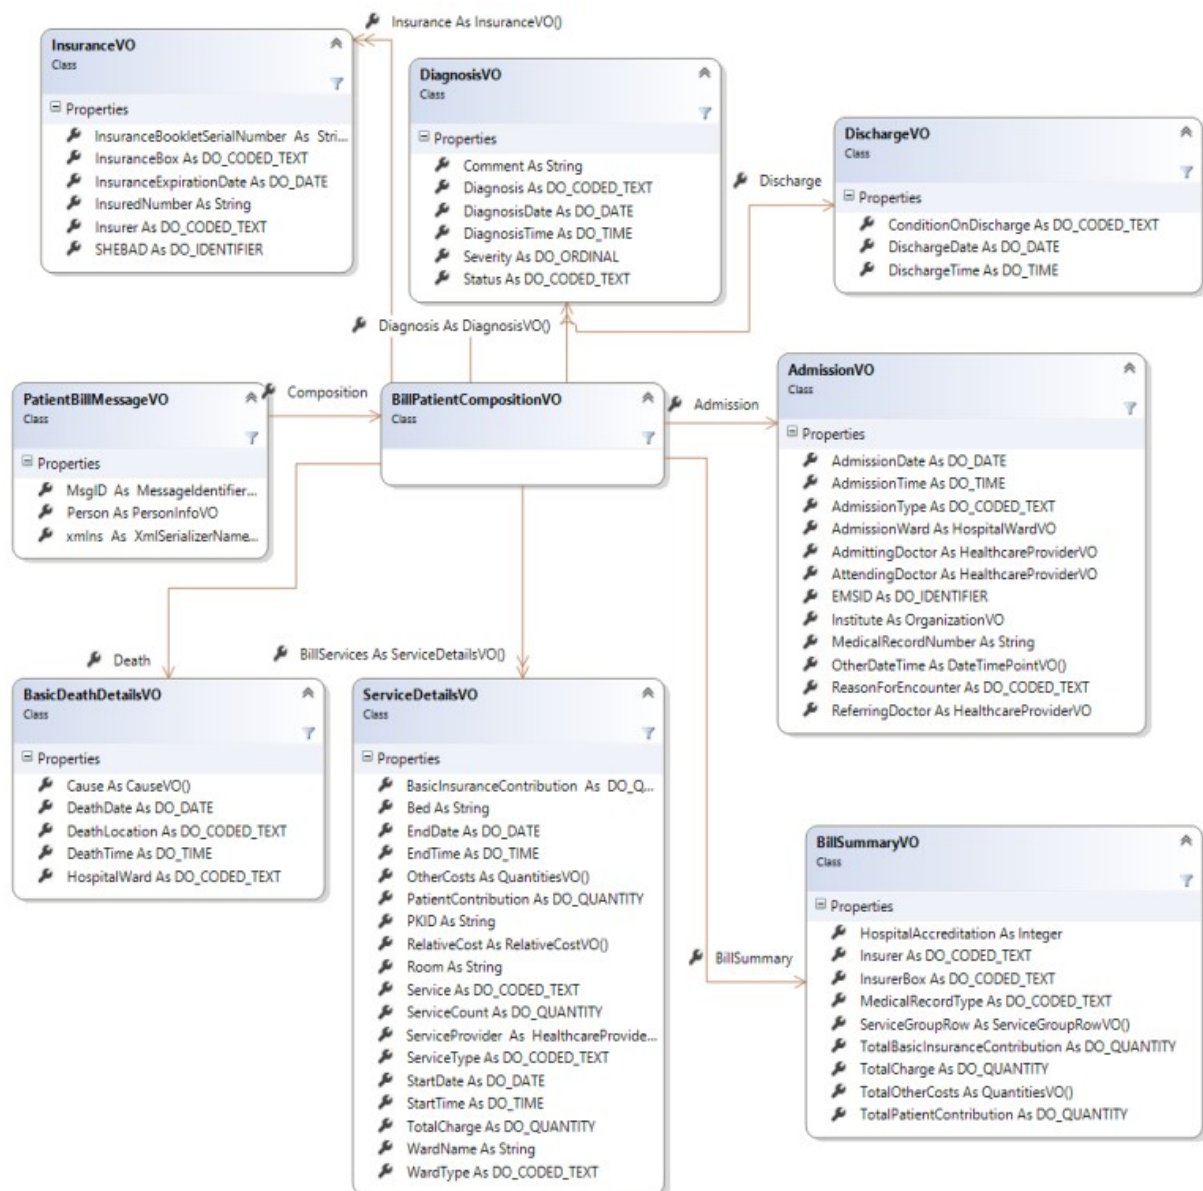 Insurance As InsuranceVO()
InsuranceVO
Class
Properties
InsuranceBookletSerialNumber As Stri...
InsuranceBox As DO_CODED_TEXT
InsuranceExpirationDate As DO_DATE
InsuredNumber As String
Insurer As DO_CODED_TEXT
SHEBAD As DO_IDENTIFIER
DiagnosisVO
Class
Properties
Comment As String
Diagnosis As DO_CODED_TEXT
DiagnosisDate As DO_DATE
DiagnosisTime As DO_TIME
Severity As DO_ORDINAL
Status As DO_CODED_TEXT
Discharge
DischargeVO
Class
Properties
ConditionOnDischarge As DO_CODED_TEXT
DischargeDate As DO_DATE
DischargeTime As DO_TIME
Diagnosis As DiagnosisVO()
PatientBillMessageVO
Class
Properties
MsgID As MessageIdentifier...
Person As PersonInfoVO
xmlns As XmlSerializerName...
Composition
BillPatientCompositionVO
Class
Admission
AdmissionVO
Class
Properties
AdmissionDate As DO_DATE
AdmissionTime As DO_TIME
AdmissionType As DO_CODED_TEXT
AdmissionWard As HospitalWardVO
AdmittingDoctor As HealthcareProviderVO
AttendingDoctor As HealthcareProviderVO
EMSID As DO_IDENTIFIER
Institute As OrganizationVO
MedicalRecordNumber As String
OtherDateTime As DateTimePointVO()
ReasonForEncounter As DO_CODED_TEXT
ReferringDoctor As HealthcareProviderVO
Death
BasicDeathDetailsVO
Class
Properties
Cause As CauseVO()
DeathDate As DO_DATE
DeathLocation As DO_CODED_TEXT
DeathTime As DO_TIME
HospitalWard As DO_CODED_TEXT
BillServices As ServiceDetailsVO()
ServiceDetailsVO
Class
Properties
BasicInsuranceContribution As DO_Q...
Bed As String
EndDate As DO_DATE
EndTime As DO_TIME
OtherCosts As QuantitiesVO()
PatientContribution As DO_QUANTITY
PKID As String
RelativeCost As RelativeCostVO()
Room As String
Service As DO_CODED_TEXT
ServiceCount As DO_QUANTITY
ServiceProvider As HealthcareProvide...
ServiceType As DO_CODED_TEXT
StartDate As DO_DATE
StartTime As DO_TIME
TotalCharge As DO_QUANTITY
WardName As String
WardType As DO_CODED_TEXT
BillSummary
BillSummaryVO
Class
Properties
HospitalAccreditation As Integer
Insurer As DO_CODED_TEXT
InsurerBox As DO_CODED_TEXT
MedicalRecordType As DO_CODED_TEXT
ServiceGroupRow As ServiceGroupRowVO()
TotalBasicInsuranceContribution As DO_QUANTITY
TotalCharge As DO_QUANTITY
TotalOtherCosts As QuantitiesVO()
TotalPatientContribution As DO_QUANTITY